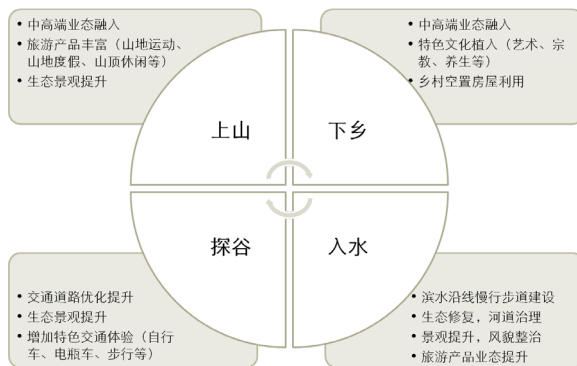 • 中高端业态融入
• 旅游产品丰富（山地运动、
山地度假、山顶休闲等）
• 生态景观提升
• 中高端业态融入
• 特色文化植入（艺术、宗
教、养生等）
• 乡村空置房屋利用
上山
下乡
探谷
入水
• 交通道路优化提升
• 生态景观提升
• 增加特色交通体验（自行
车、电瓶车、步行等）
• 滨水沿线慢行步道建设
• 生态修复，河道治理
• 景观提升，风貌整治
• 旅游产品业态提升